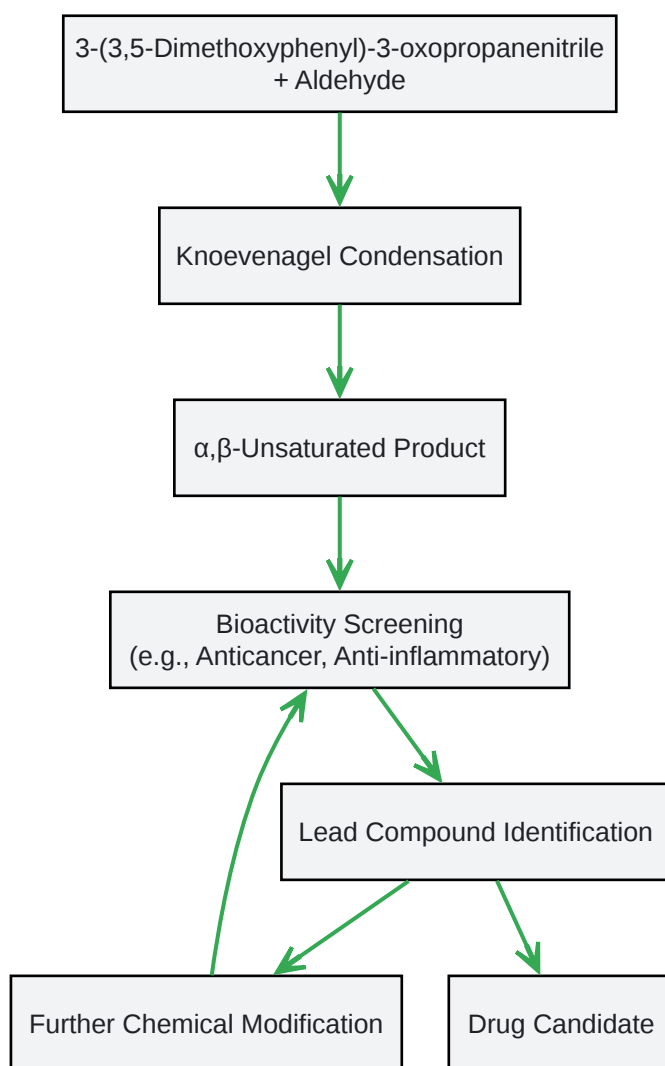 3-(3,5-Dimethoxyphenyl)-3-oxopropanenitrile
+ Aldehyde
Knoevenagel Condensation
α,β-Unsaturated Product
Bioactivity Screening
(e.g., Anticancer, Anti-inflammatory)
Lead Compound Identification
Further Chemical Modification
Drug Candidate